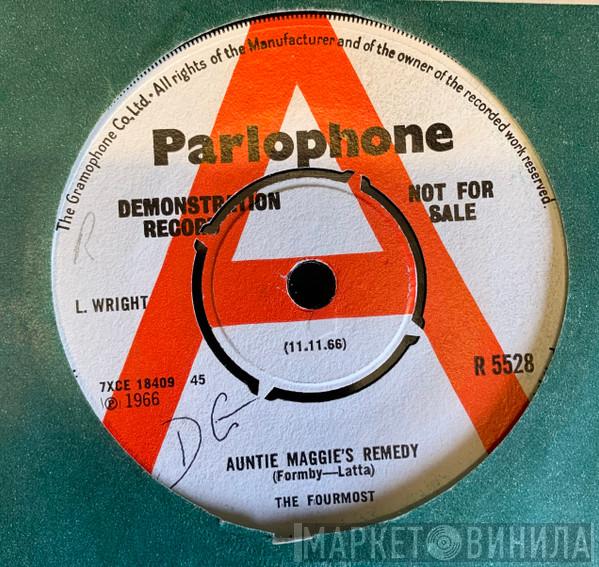 The Gramophone Co. Ltd. · All rights of the Manufacturer and of the owner of the recorded work reserved.
Parlophone
DEMONSTRATION
RECORD
NOT FOR
SALE
R
L. WRIGHT
(11.11.66)
R 5528
7XCE 18409 45
℗ 1966
DG
AUNTIE MAGGIE'S REMEDY
(Formby—Latta)
THE FOURMOST
МАРКЕТ ВИНИЛА